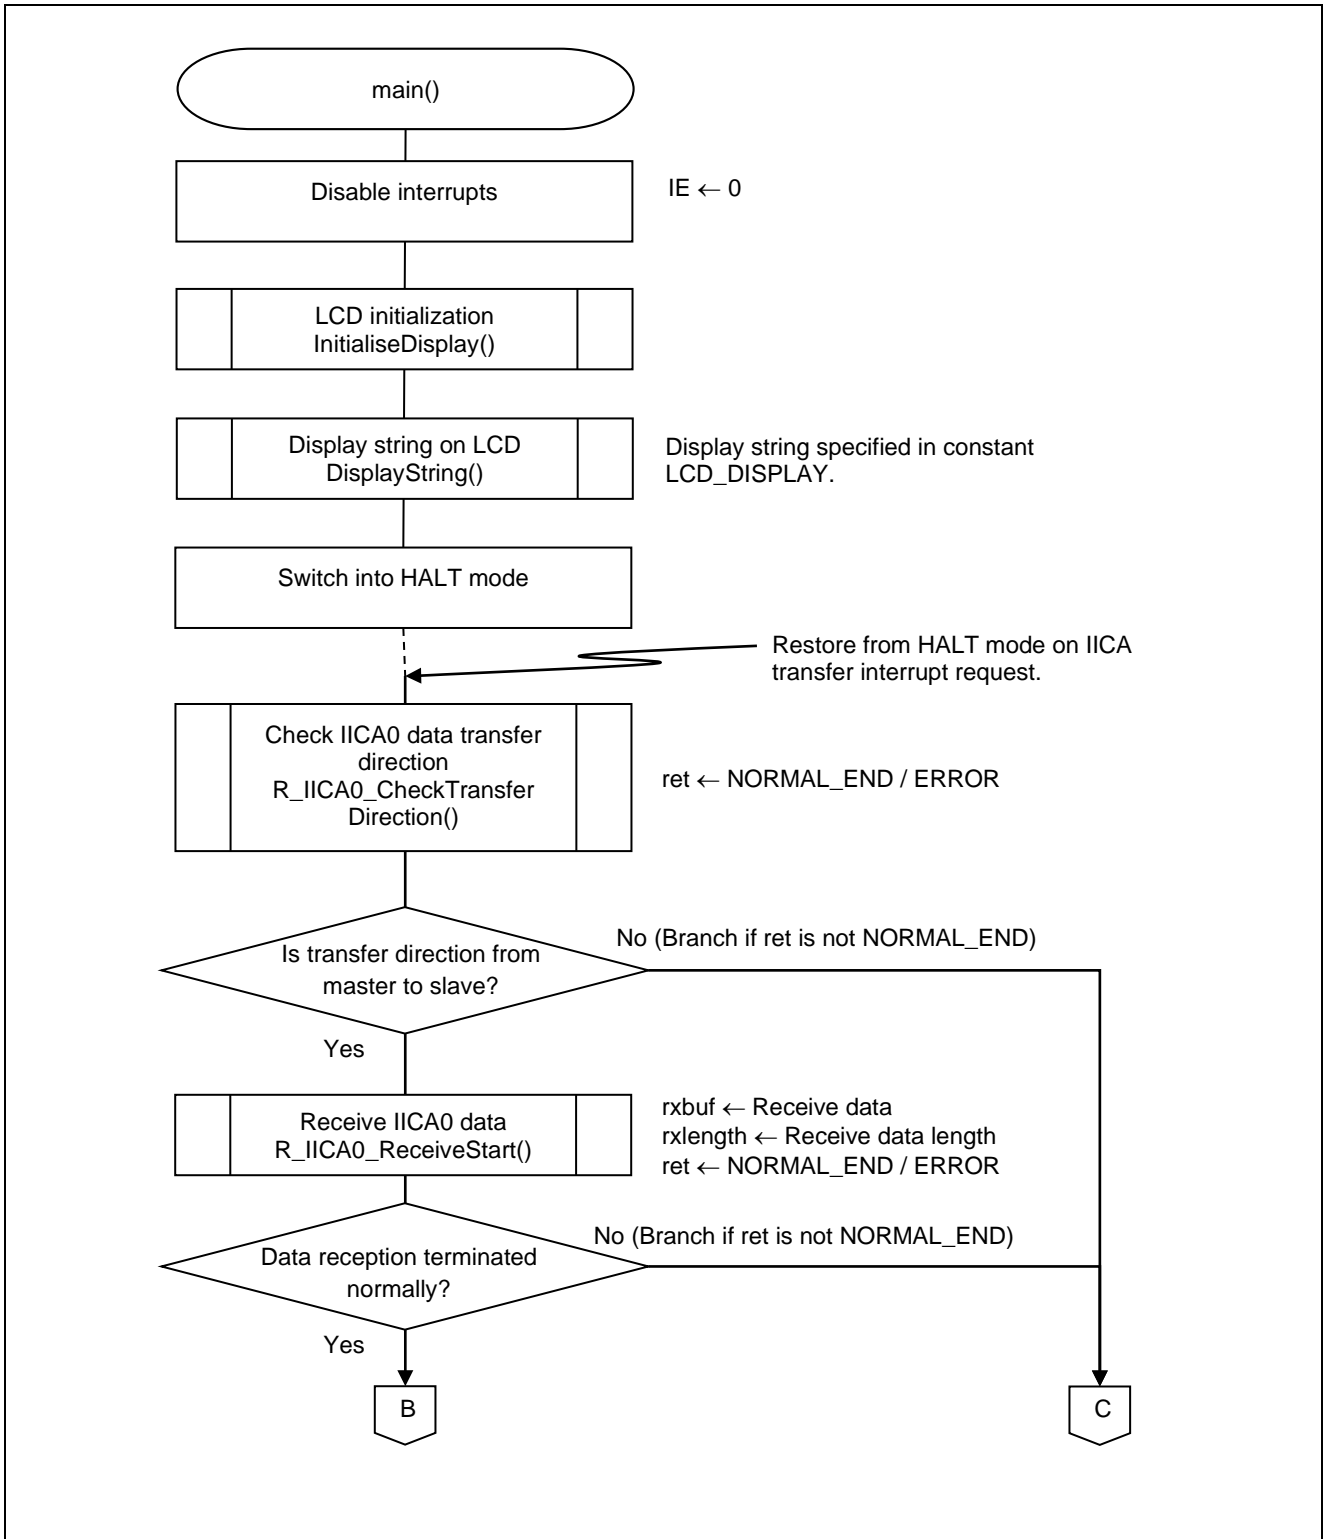 main()
Disable interrupts
IE ← 0
LCD initialization
InitialiseDisplay()
Display string on LCD
DisplayString()
Display string specified in constant
LCD_DISPLAY.
Switch into HALT mode
Restore from HALT mode on IICA
transfer interrupt request.
Check IICA0 data transfer
direction
R_IICA0_CheckTransfer
Direction()
ret ← NORMAL_END / ERROR
Is transfer direction from
master to slave?
No (Branch if ret is not NORMAL_END)
Yes
Receive IICA0 data
R_IICA0_ReceiveStart()
rxbuf ← Receive data
rxlength ← Receive data length
ret ← NORMAL_END / ERROR
Data reception terminated
normally?
No (Branch if ret is not NORMAL_END)
Yes
B
C